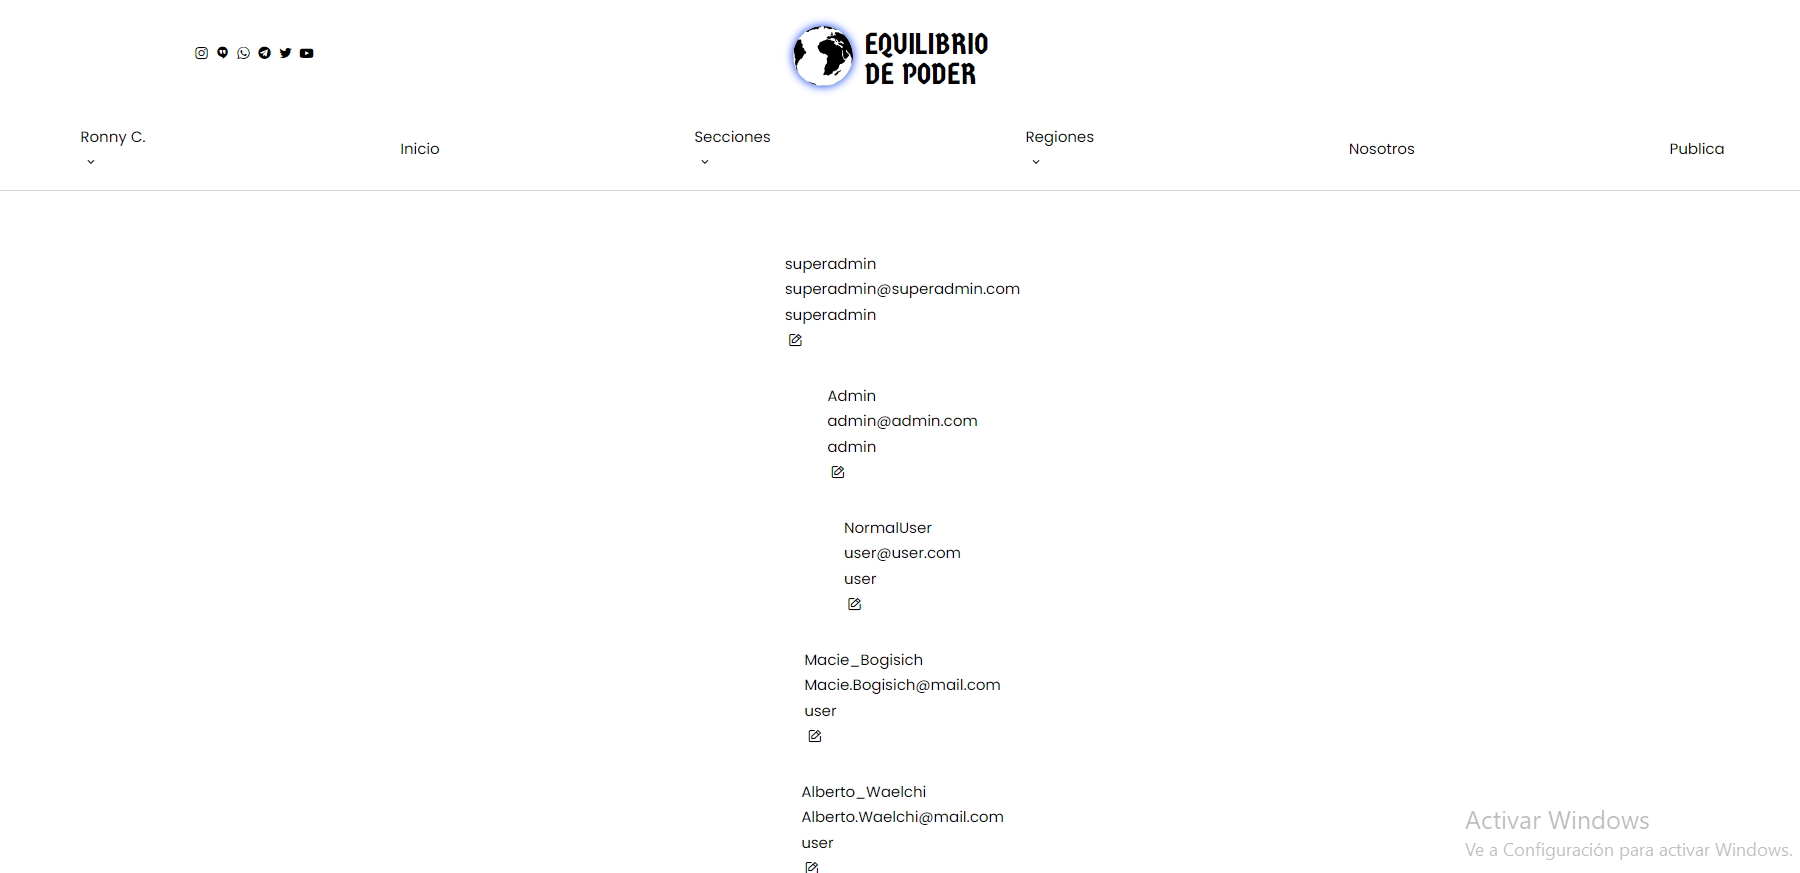 EQUILIBRIO
DE PODER
Ronny C.
Inicio
Secciones
Regiones
Nosotros
Publica
superadmin
superadmin@superadmin.com
superadmin
Admin
admin@admin.com
admin
NormalUser
user@user.com
user
Macie_Bogisich
Macie.Bogisich@mail.com
user
Alberto_Waelchi
Alberto.Waelchi@mail.com
user
Activar Windows
Ve a Configuración para activar Windows.